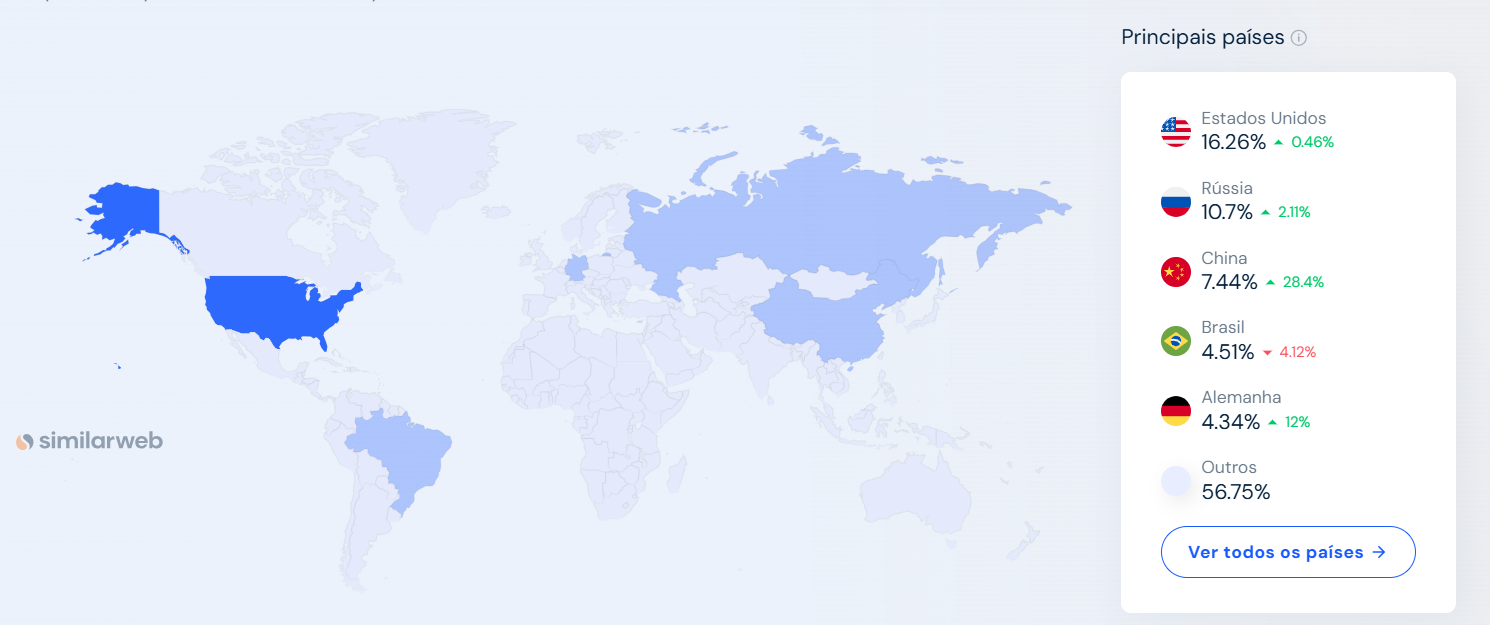 Principais países
Estados Unidos
16.26% 0.46%
Rússia
10.7% 2.11%
China
7.44% 28.4%
Brasil
4.51% 4.12%
Alemanha
4.34% 12%
Outros
56.75%
Ver todos os países →
similarweb